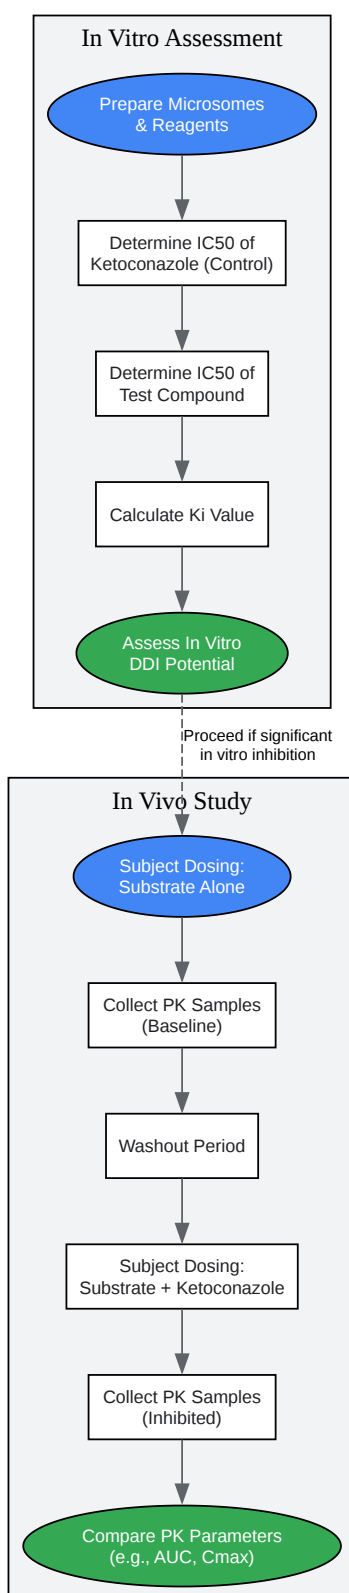 In Vitro Assessment
Prepare Microsomes
& Reagents
Determine IC50 of
Ketoconazole (Control)
Determine IC50 of
Test Compound
Calculate Ki Value
Assess In Vitro
DDI Potential
Proceed if significant
in vitro inhibition
In Vivo Study
Subject Dosing:
Substrate Alone
Collect PK Samples
(Baseline)
Washout Period
Subject Dosing:
Substrate + Ketoconazole
Collect PK Samples
(Inhibited)
Compare PK Parameters
(e.g., AUC, Cmax)